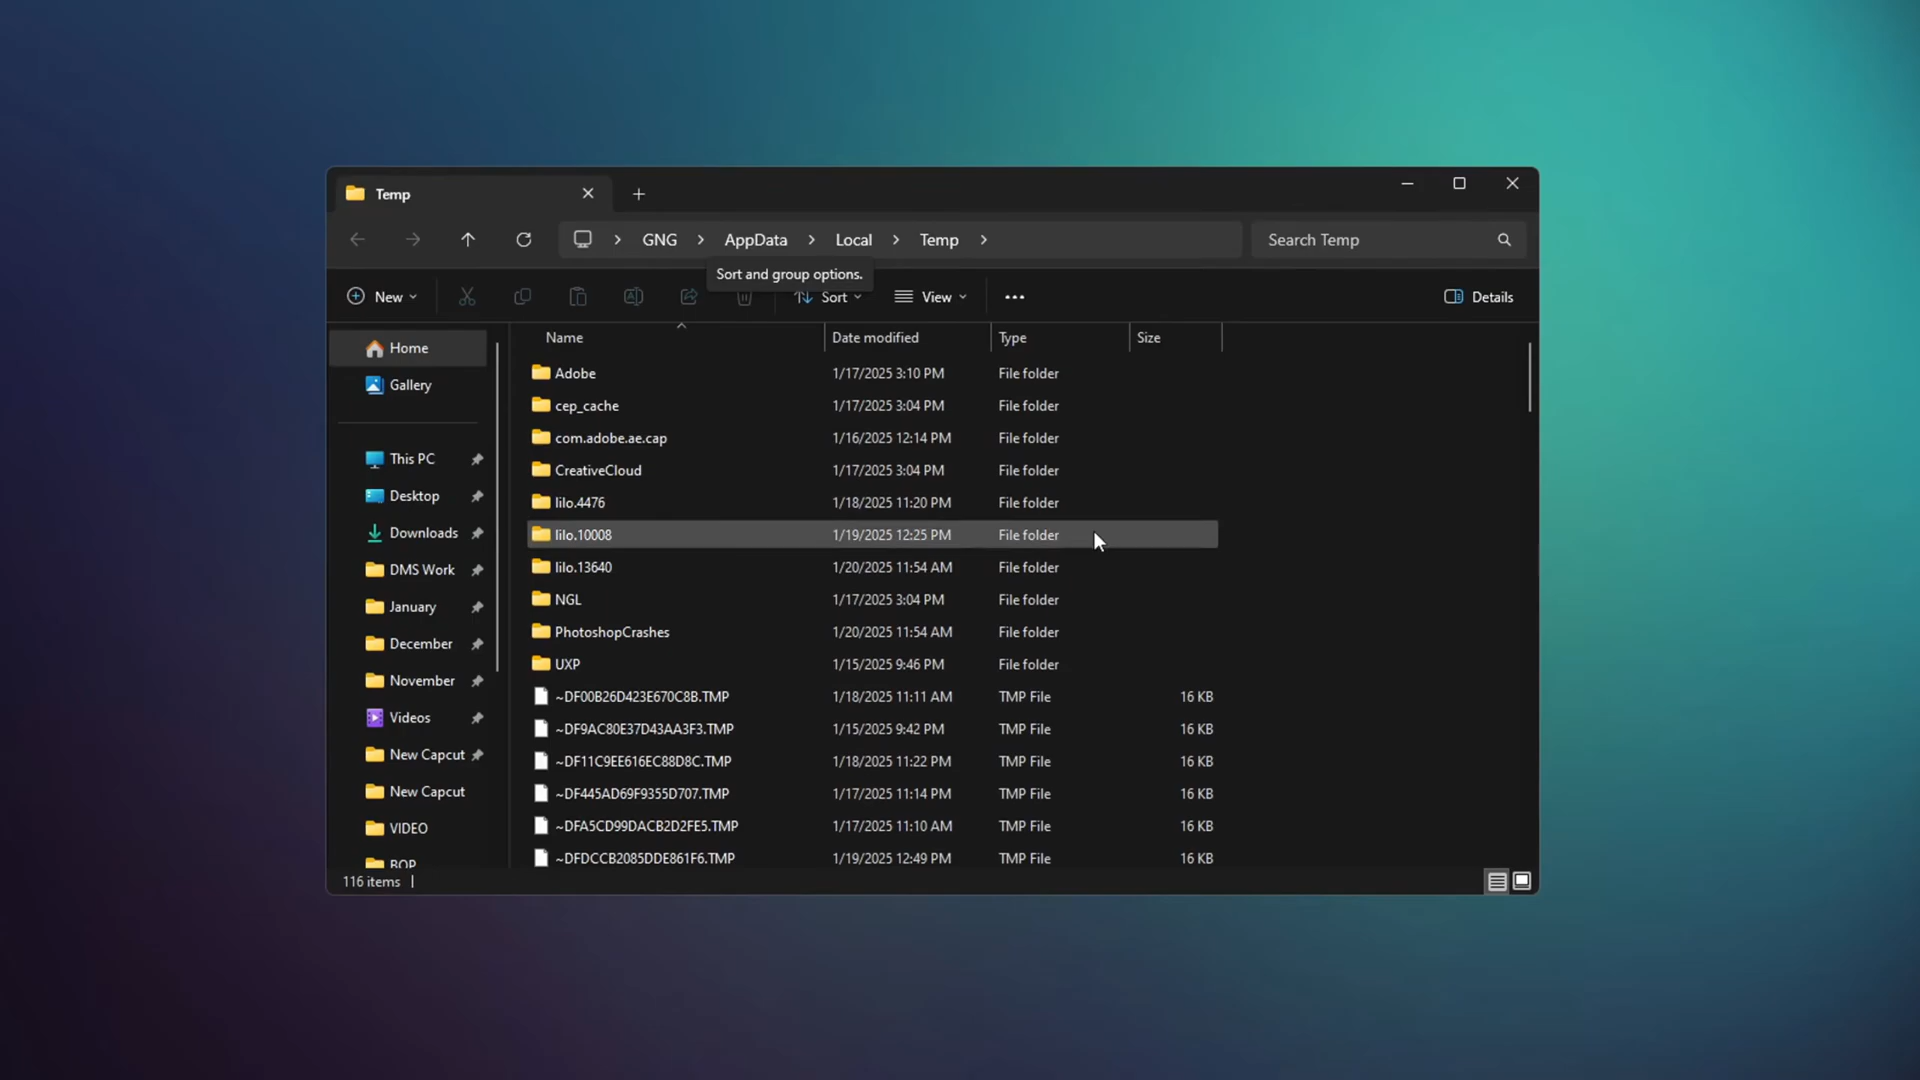 Temp
GNG AppData Local Temp
Search Temp
Sort and group options.
New
Sort
View
Details
Name Date modified Type Size
Home
Gallery
This PC
Desktop
Downloads
DMS Work
January
December
November
Videos
New Capcut
New Capcut
VIDEO
BOP
Adobe 1/17/2025 3:10 PM File folder
cep_cache 1/17/2025 3:04 PM File folder
com.adobe.ae.cap 1/16/2025 12:14 PM File folder
CreativeCloud 1/17/2025 3:04 PM File folder
lilo.4476 1/18/2025 11:20 PM File folder
lilo.10008 1/19/2025 12:25 PM File folder
lilo.13640 1/20/2025 11:54 AM File folder
NGL 1/17/2025 3:04 PM File folder
PhotoshopCrashes 1/20/2025 11:54 AM File folder
UXP 1/15/2025 9:46 PM File folder
~DF00B26D423E670C8B.TMP 1/18/2025 11:11 AM TMP File 16 KB
~DF9AC80E37D43AA3F3.TMP 1/15/2025 9:42 PM TMP File 16 KB
~DF11C9EE616EC88D8C.TMP 1/18/2025 11:22 PM TMP File 16 KB
~DF445AD69F9355D707.TMP 1/17/2025 11:14 PM TMP File 16 KB
~DFA5CD99DACB2D2FE5.TMP 1/17/2025 11:10 AM TMP File 16 KB
~DFDCCB2085DDE861F6.TMP 1/19/2025 12:49 PM TMP File 16 KB
116 items